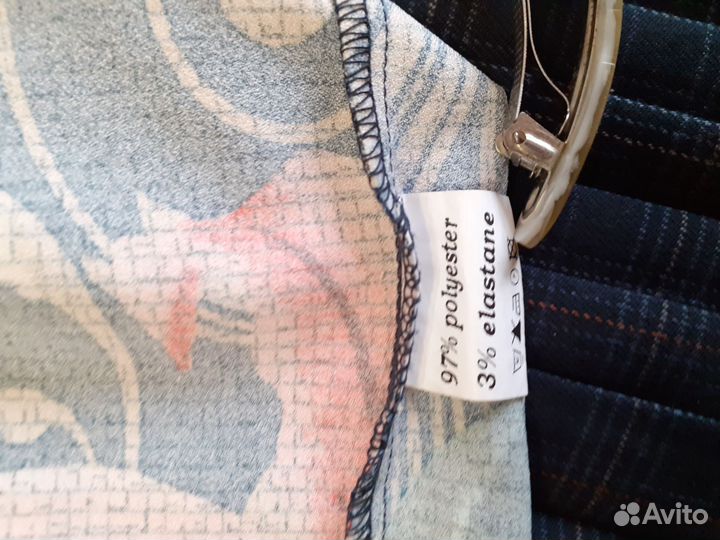 97% polyester
3% elastane
Avito